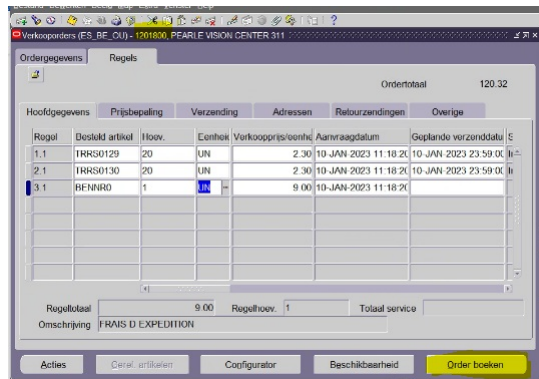 Verkooporders (ES_BE_OU) - 1201800, PEARLE VISION CENTER 311
Ordergegevens Regels
Ordertotaal 120.32
Hoofdgegevens Prijsbepaling Verzending Adressen Retourzendingen Overige
Regel Besteld artikel Hoev. Eenheid Verkoopprijs/eenhe Aanvraagdatum Geplande verzenddatu S
1.1 TRRS0129 20 UN 2.30 10-JAN-2023 11:18:20 10-JAN-2023 23:59:00
2.1 TRRS0130 20 UN 2.30 10-JAN-2023 11:18:20 10-JAN-2023 23:59:00
3.1 BENNR0 1 UN 9.00 10-JAN-2023 11:18:20
Regeltotaal 9.00 Regelhoev. 1 Totaal service
Omschrijving FRAIS D EXPEDITION
Acties Gerel. artikelen Configurator Beschikbaarheid Order boeken